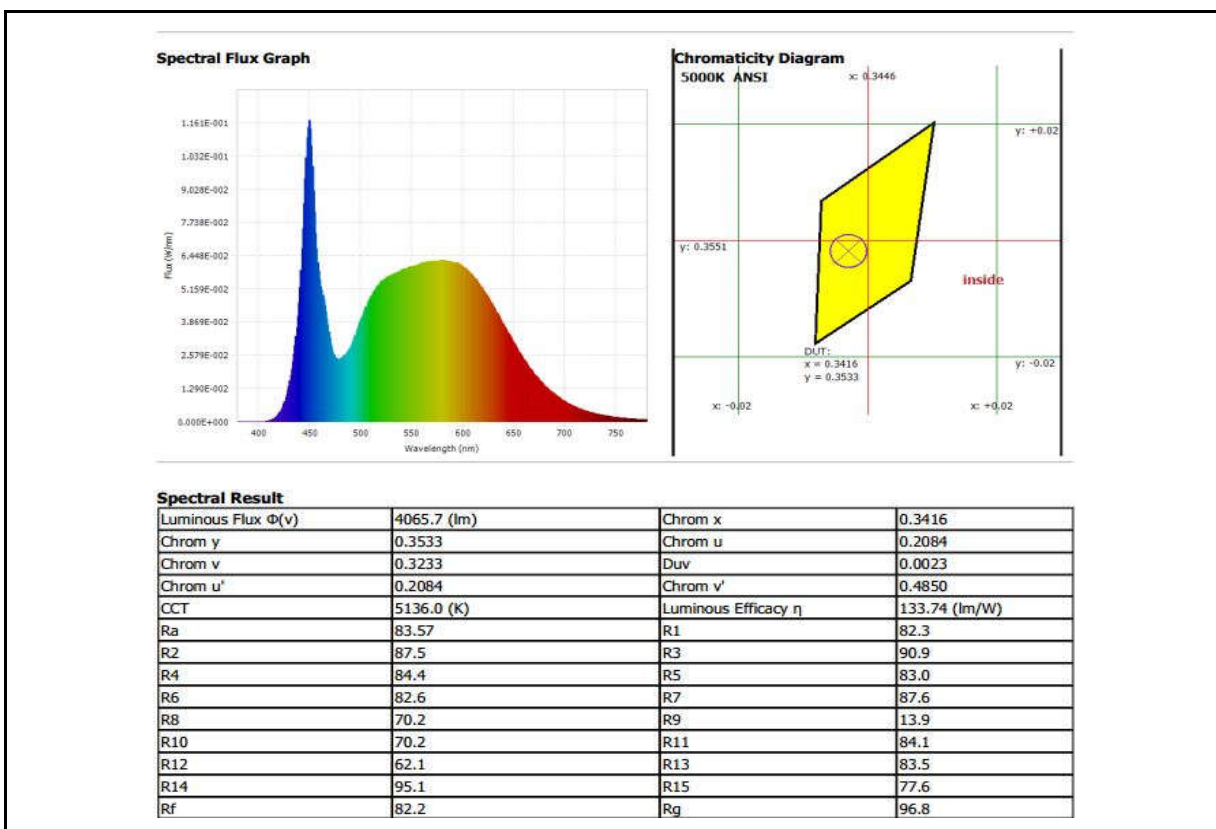 Spectral Flux Graph
1.161E-001
1.032E-001
9.028E-002
7.738E-002
6.448E-002
5.159E-002
3.869E-002
2.579E-002
1.290E-002
0.000E+000
Flux (W/nm)
400 450 500 550 600 650 700 750
Wavelength (nm)
Chromaticity Diagram
5000K ANSI
x: 0.3446
y: +0.02
y: 0.3551
inside
DUT:
x = 0.3416
y = 0.3533
y: -0.02
x: -0.02
x: +0.02
Spectral Result
Luminous Flux Φ(v) 4065.7 (lm) Chrom x 0.3416
Chrom y 0.3533 Chrom u 0.2084
Chrom v 0.3233 Duv 0.0023
Chrom u' 0.2084 Chrom v' 0.4850
CCT 5136.0 (K) Luminous Efficacy η 133.74 (lm/W)
Ra 83.57 R1 82.3
R2 87.5 R3 90.9
R4 84.4 R5 83.0
R6 82.6 R7 87.6
R8 70.2 R9 13.9
R10 70.2 R11 84.1
R12 62.1 R13 83.5
R14 95.1 R15 77.6
Rf 82.2 Rg 96.8